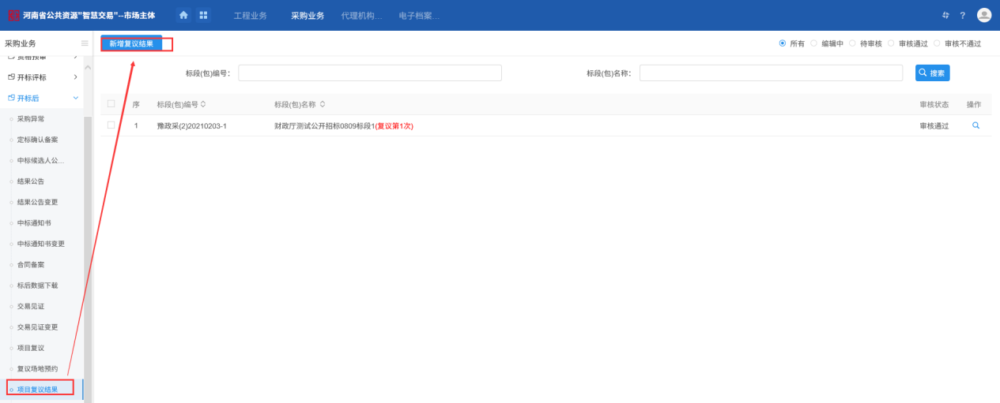 河南省公共资源"智慧交易"--市场主体
工程业务
采购业务
代理机构...
电子档案...
采购业务
新增复议结果
所有
编辑中
待审核
审核通过
审核不通过
资格预审
开标评标
开标后
采购异常
定标确认备案
中标候选人公...
结果公告
结果公告变更
中标通知书
中标通知书变更
合同备案
标后数据下载
交易见证
交易见证变更
项目复议
复议场地预约
项目复议结果
标段(包)编号：
标段(包)名称：
搜索
序 标段(包)编号 标段(包)名称 审核状态 操作
1 豫政采(2)20210203-1 财政厅测试公开招标0809标段1(复议第1次) 审核通过